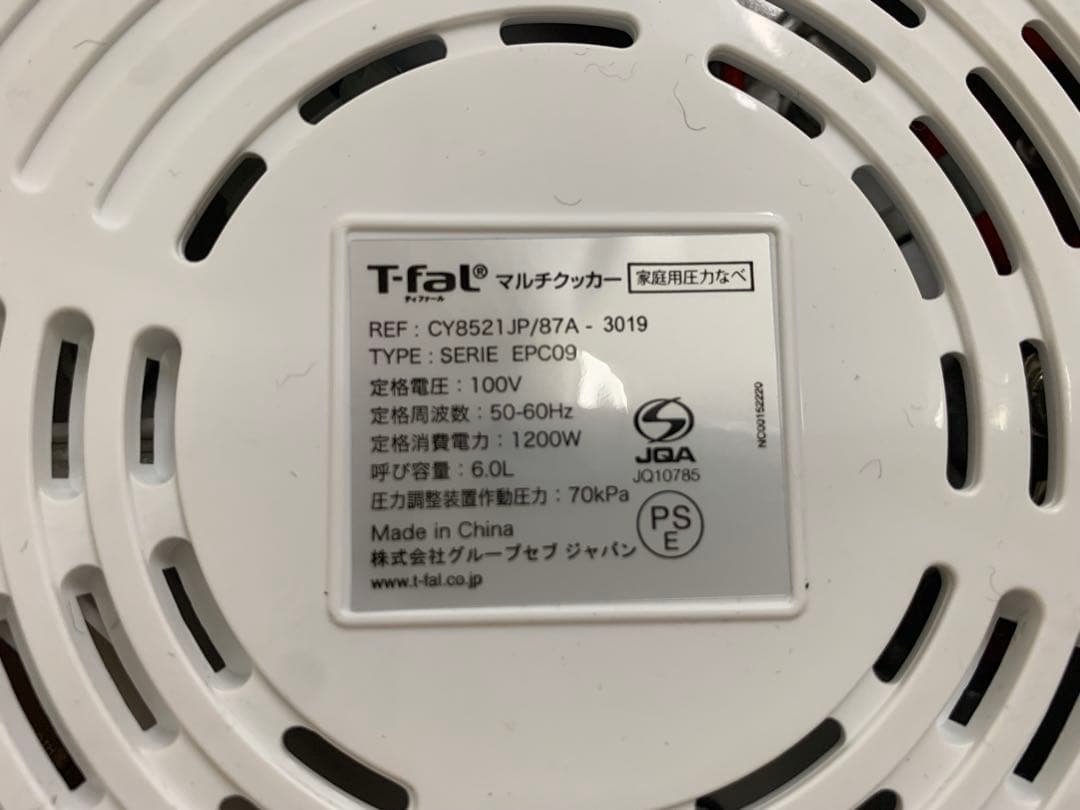 T-fal® マルチクッカー 家庭用圧力なべ
ティファール
REF : CY8521JP/87A - 3019
TYPE : SERIE EPC09
定格電圧 : 100V
定格周波数 : 50-60Hz
定格消費電力 : 1200W
呼び容量 : 6.0L
圧力調整装置作動圧力 : 70kPa
Made in China
株式会社グループセブ ジャパン
www.t-fal.co.jp
JQA
JQ10785
PS
E
NC00152220